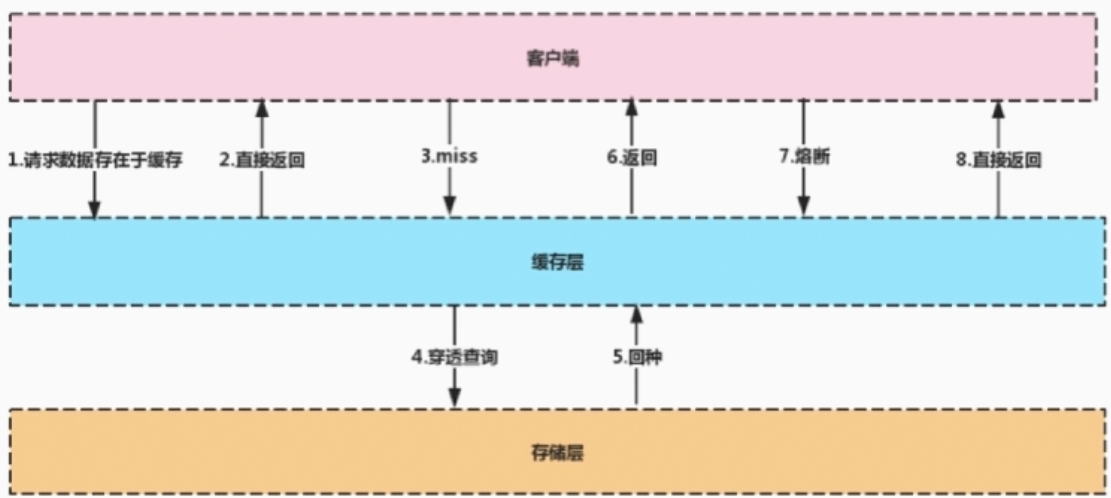 客户端
1.请求数据存在于缓存
2.直接返回
3.miss
6.返回
7.熔断
8.直接返回
缓存层
4.穿透查询
5.回种
存储层